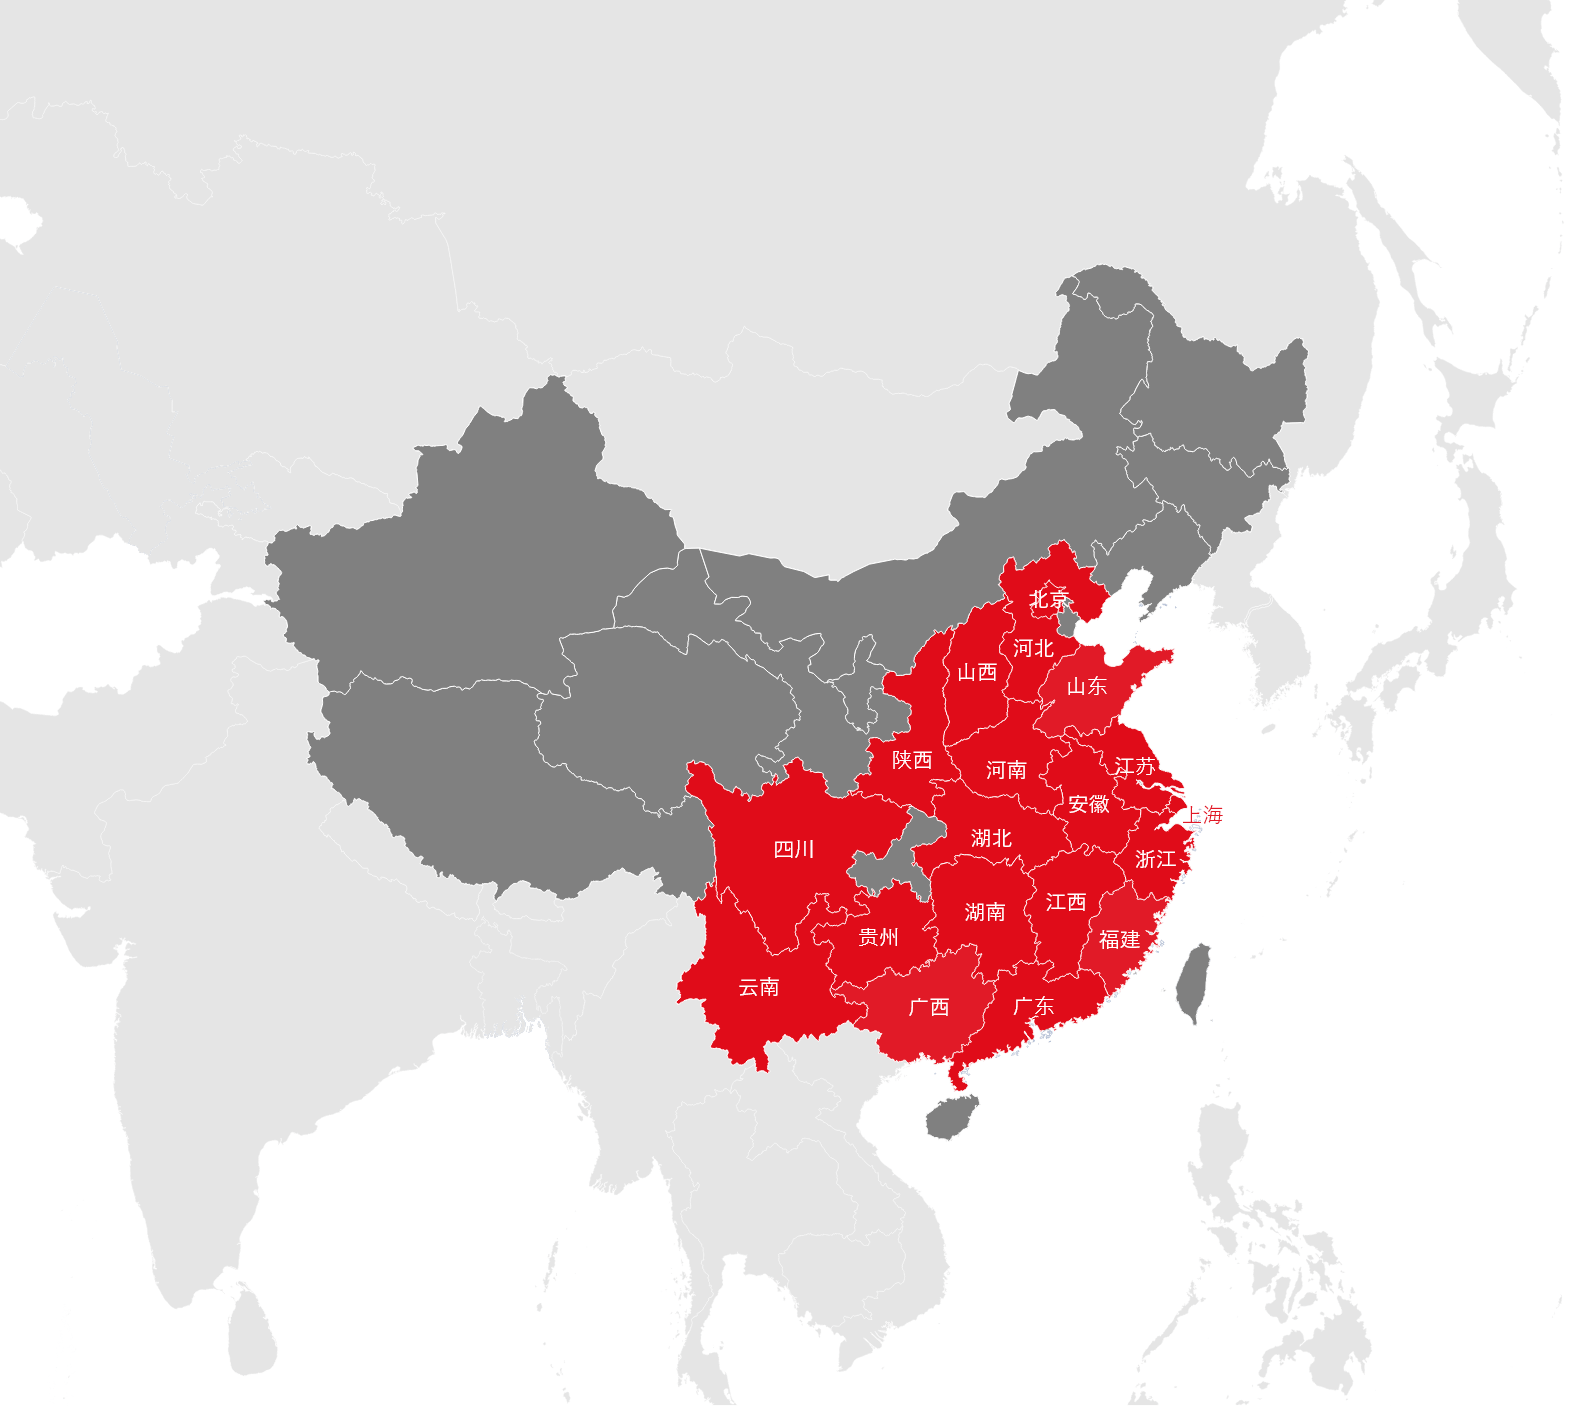 北京
河北
山西
山东
陕西
河南
江苏
安徽
上海
湖北
四川
浙江
江西
湖南
贵州
福建
云南
广西
广东